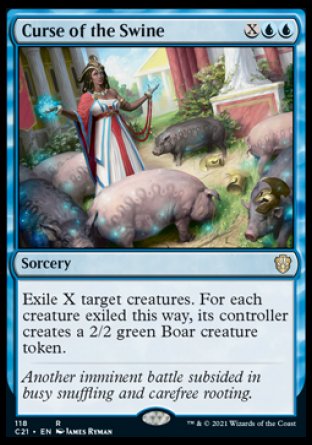 Curse of the Swine X
Sorcery
Exile X target creatures. For each
creature exiled this way, its controller
creates a 2/2 green Boar creature
token.
Another imminent battle subsided in
busy snuffling and carefree rooting.
118 R
C21 • EN James Ryman ™ & © 2021 Wizards of the Coast